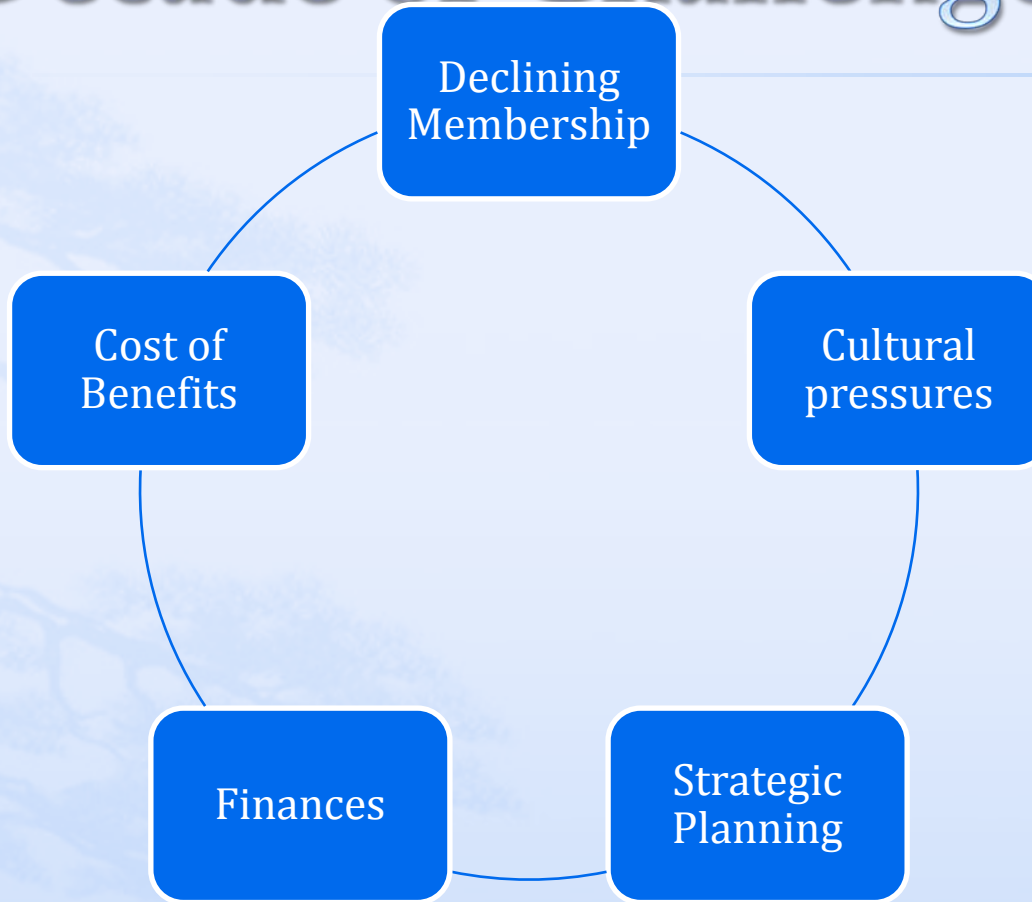 Declining
Membership
Cultural
pressures
Strategic
Planning
Finances
Cost of
Benefits